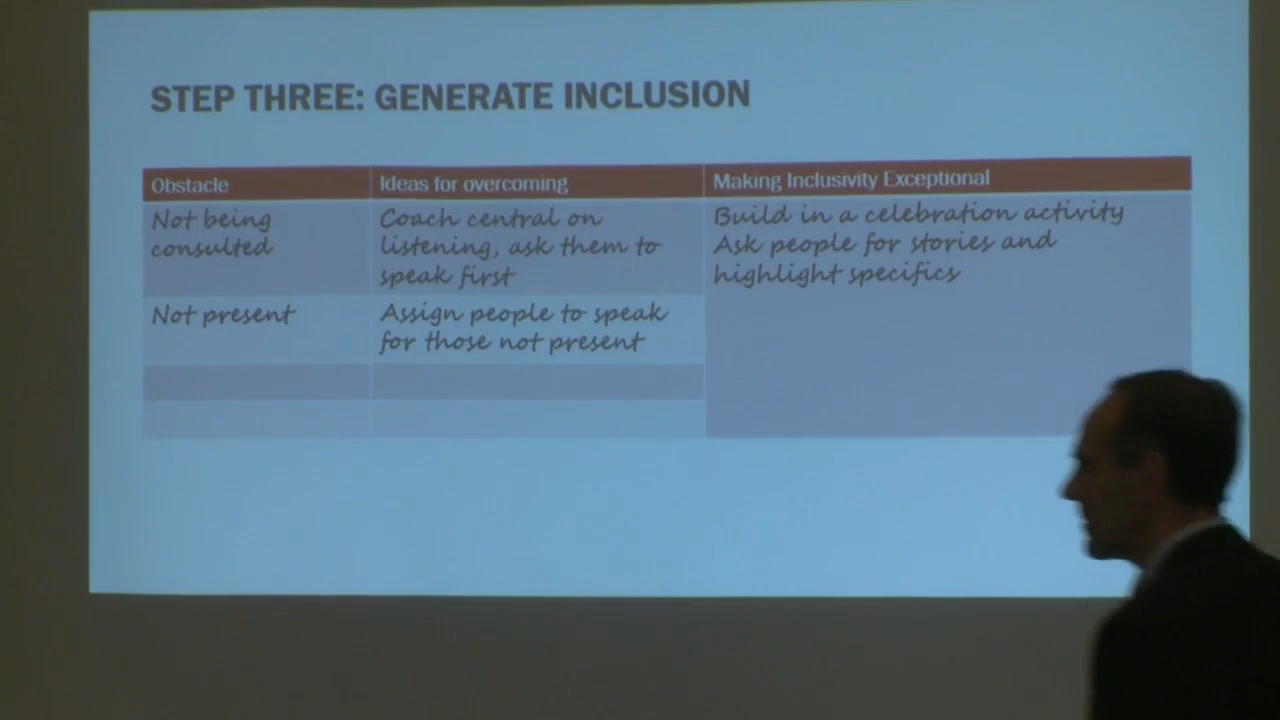 STEP THREE: GENERATE INCLUSION
Obstacle
Ideas for overcoming
Making Inclusivity Exceptional
Not being
consulted
Coach central on
listening, ask them to
speak first
Build in a celebration activity
Ask people for stories and
highlight specifics
Not present
Assign people to speak
for those not present